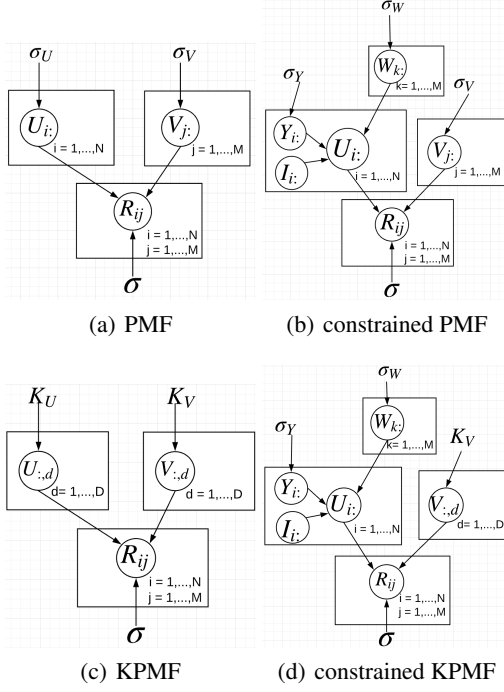 σ_U
σ_V
U_{i:}
i = 1,...,N
V_{j:}
j = 1,...,M
R_{ij}
i = 1,...,N
j = 1,...,M
σ
(a) PMF
σ_W
W_{k:}
k= 1,...,M
σ_Y
σ_V
Y_{i:}
U_{i:}
I_{i:}
i = 1,...,N
V_{j:}
j = 1,...,M
R_{ij}
i = 1,...,N
j = 1,...,M
σ
(b) constrained PMF
K_U
K_V
U_{:,d}
d= 1,...,D
V_{:,d}
d = 1,...,D
R_{ij}
i = 1,...,N
j = 1,...,M
σ
(c) KPMF
σ_W
W_{k:}
k= 1,...,M
σ_Y
K_V
Y_{i:}
U_{i:}
I_{i:}
i = 1,...,N
V_{:,d}
d= 1,...,D
R_{ij}
i = 1,...,N
j = 1,...,M
σ
(d) constrained KPMF